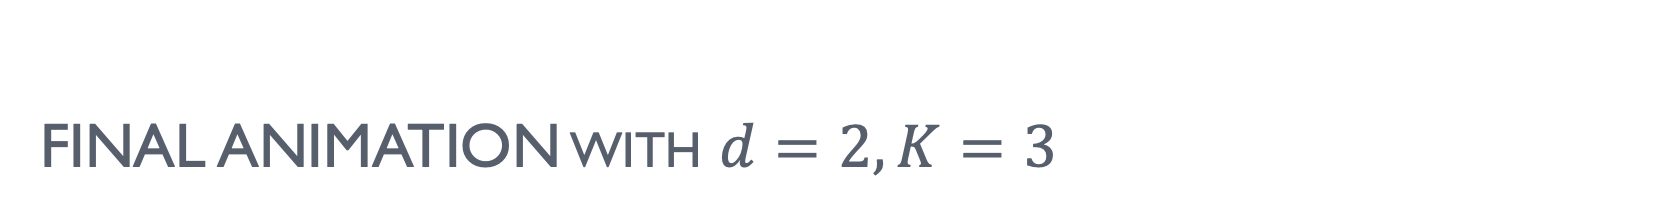 FINAL ANIMATION WITH d = 2, K = 3